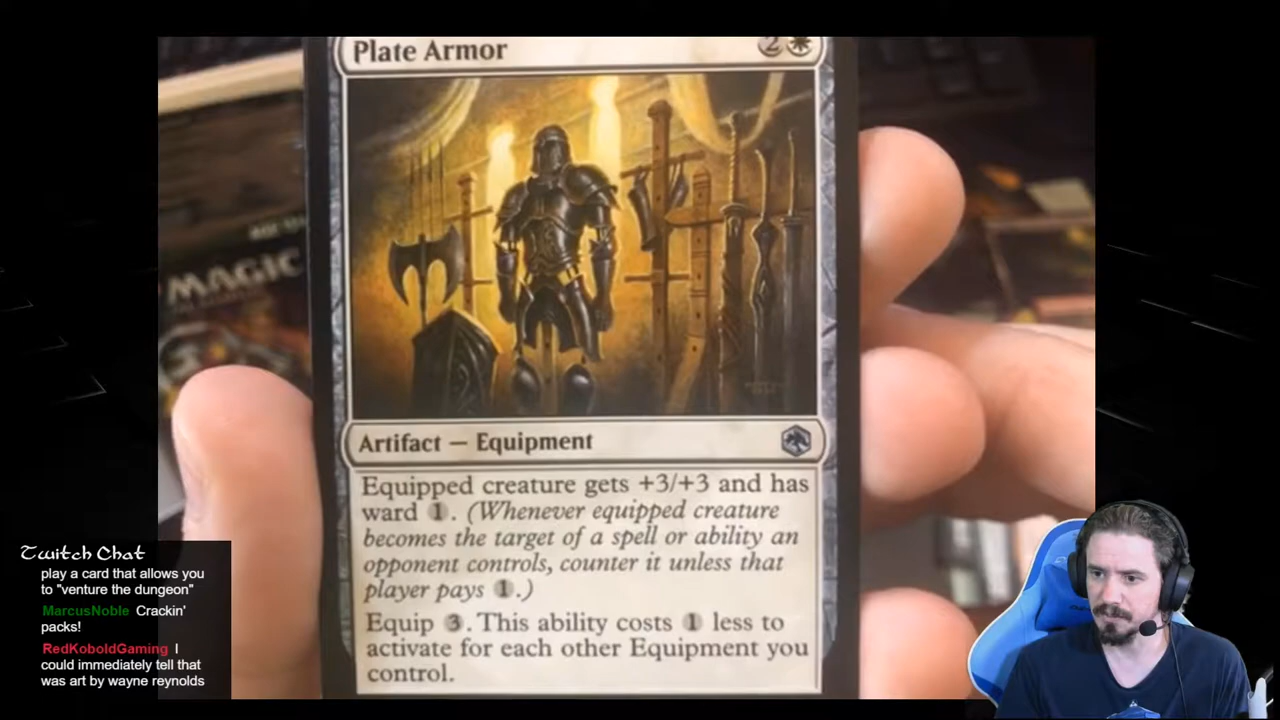 Plate Armor 2
MAGIC
Artifact — Equipment
Equipped creature gets +3/+3 and has
ward 1. (Whenever equipped creature
becomes the target of a spell or ability an
opponent controls, counter it unless that
player pays 1.)
Equip 3. This ability costs 1 less to
activate for each other Equipment you
control.
Twitch Chat
play a card that allows you
to "venture the dungeon"
MarcusNoble Crackin'
packs!
RedKoboldGaming I
could immediately tell that
was art by wayne reynolds